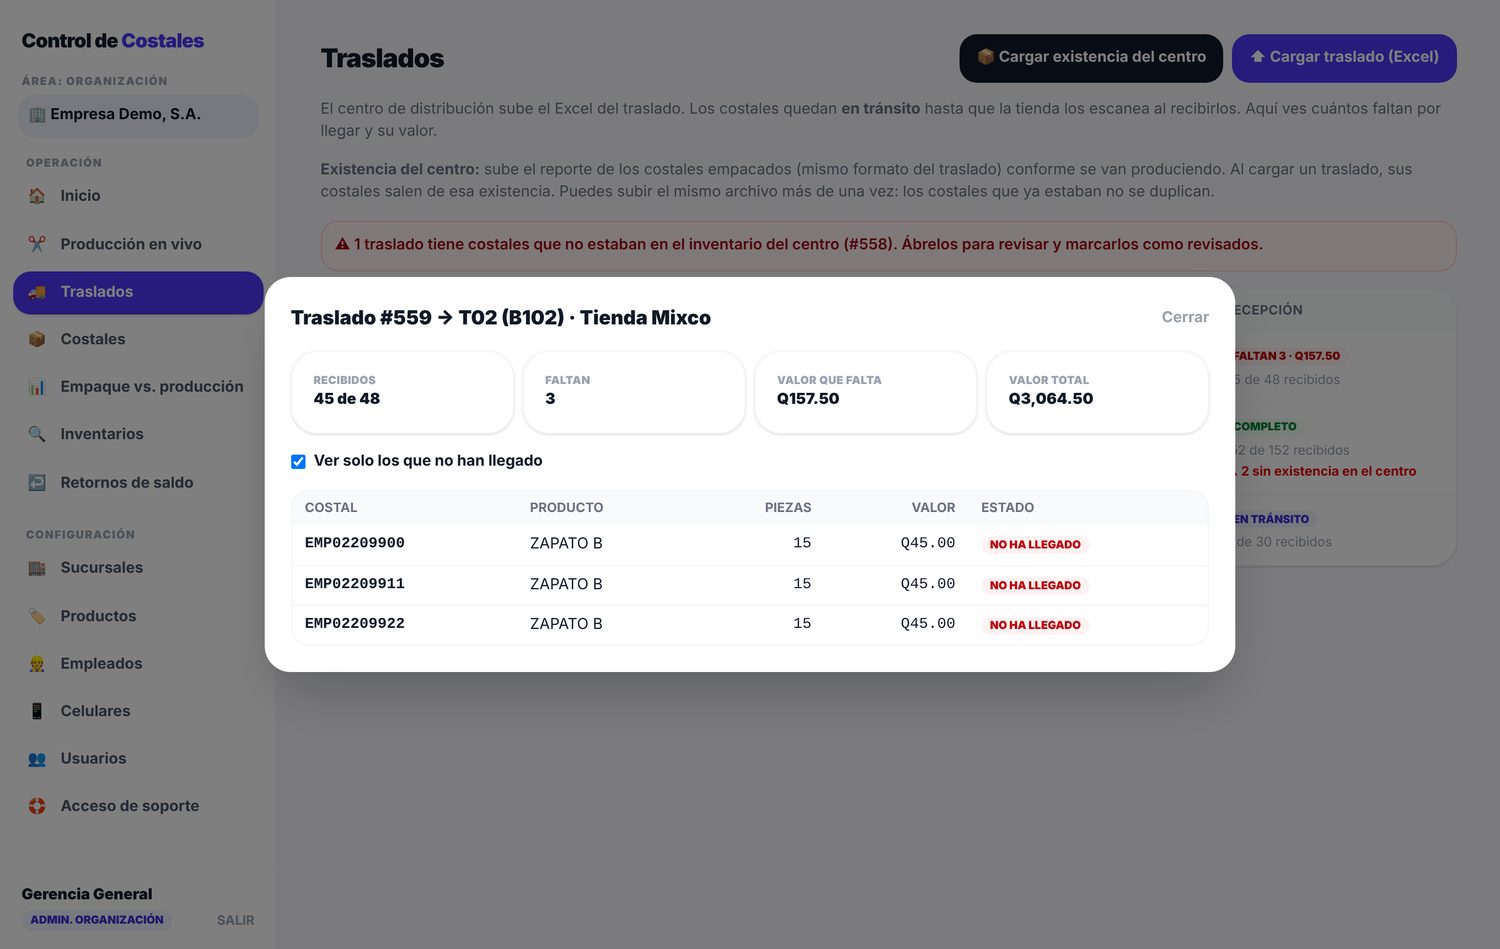 Control de Costales
ÁREA: ORGANIZACIÓN
🏢 Empresa Demo, S.A.
OPERACIÓN
Inicio
Producción en vivo
Traslados
Costales
Empaque vs. producción
Inventarios
Retornos de saldo
CONFIGURACIÓN
Sucursales
Productos
Empleados
Celulares
Usuarios
Acceso de soporte
Gerencia General
ADMIN. ORGANIZACIÓN
SALIR
Traslados
📦 Cargar existencia del centro
⬆ Cargar traslado (Excel)
El centro de distribución sube el Excel del traslado. Los costales quedan en tránsito hasta que la tienda los escanea al recibirlos. Aquí ves cuántos faltan por
llegar y su valor.
Existencia del centro: sube el reporte de los costales empacados (mismo formato del traslado) conforme se van produciendo. Al cargar un traslado, sus
costales salen de esa existencia. Puedes subir el mismo archivo más de una vez: los costales que ya estaban no se duplican.
⚠ 1 traslado tiene costales que no estaban en el inventario del centro (#558). Ábrelos para revisar y marcarlos como revisados.
Traslado #559 → T02 (B102) · Tienda Mixco
Cerrar
RECIBIDOS
45 de 48
FALTAN
3
VALOR QUE FALTA
Q157.50
VALOR TOTAL
Q3,064.50
Ver solo los que no han llegado
COSTAL PRODUCTO PIEZAS VALOR ESTADO
EMP02209900 ZAPATO B 15 Q45.00 NO HA LLEGADO
EMP02209911 ZAPATO B 15 Q45.00 NO HA LLEGADO
EMP02209922 ZAPATO B 15 Q45.00 NO HA LLEGADO
ECEPCIÓN
FALTAN 3 · Q157.50
5 de 48 recibidos
COMPLETO
52 de 152 recibidos
2 sin existencia en el centro
EN TRÁNSITO
de 30 recibidos